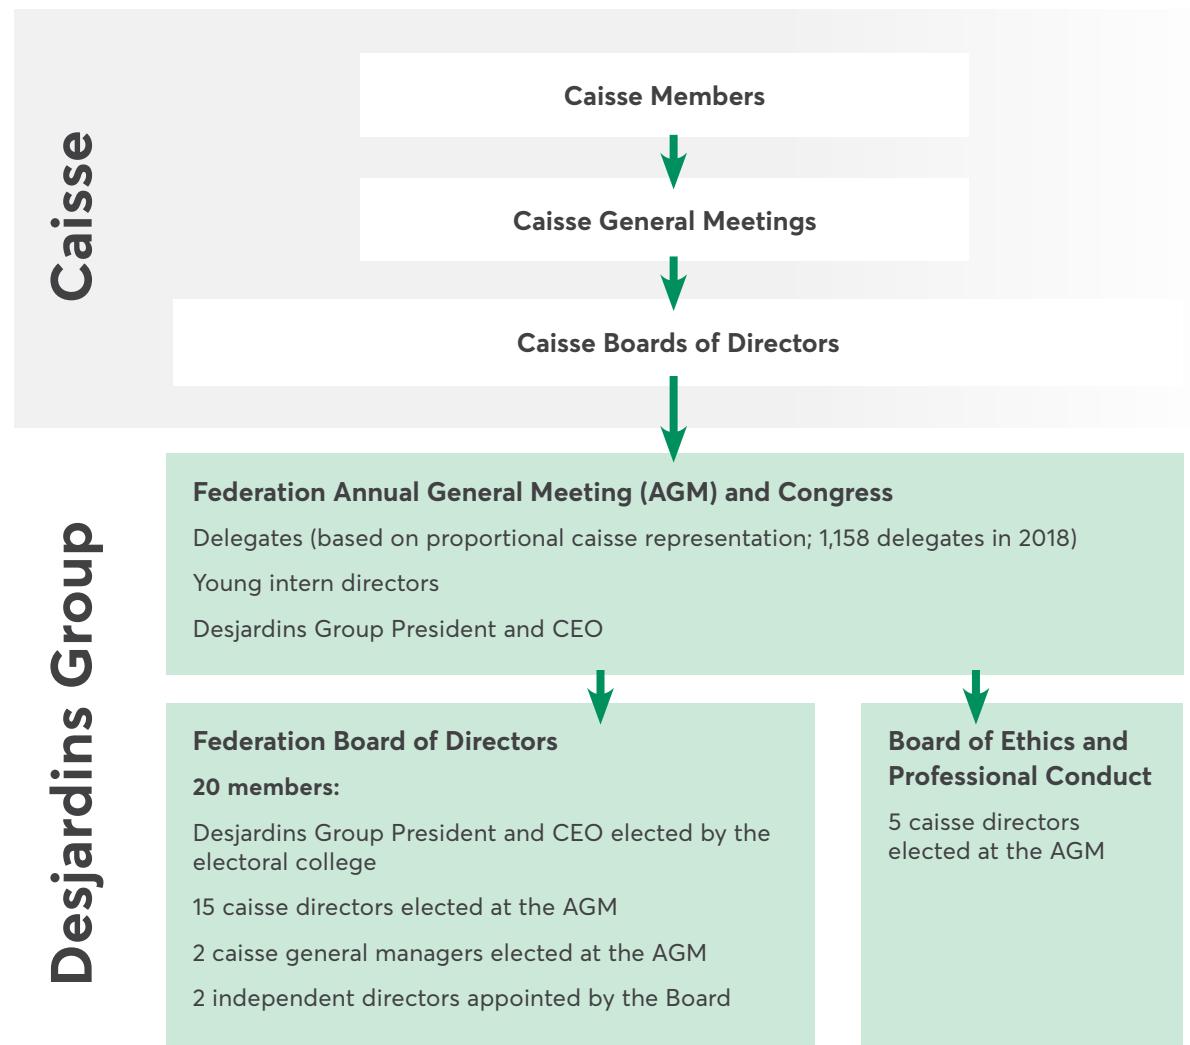 Caisse
Caisse Members
Caisse General Meetings
Caisse Boards of Directors
Desjardins Group
Federation Annual General Meeting (AGM) and Congress
Delegates (based on proportional caisse representation; 1,158 delegates in 2018)
Young intern directors
Desjardins Group President and CEO
Federation Board of Directors
20 members:
Desjardins Group President and CEO elected by the
electoral college
15 caisse directors elected at the AGM
2 caisse general managers elected at the AGM
2 independent directors appointed by the Board
Board of Ethics and
Professional Conduct
5 caisse directors
elected at the AGM